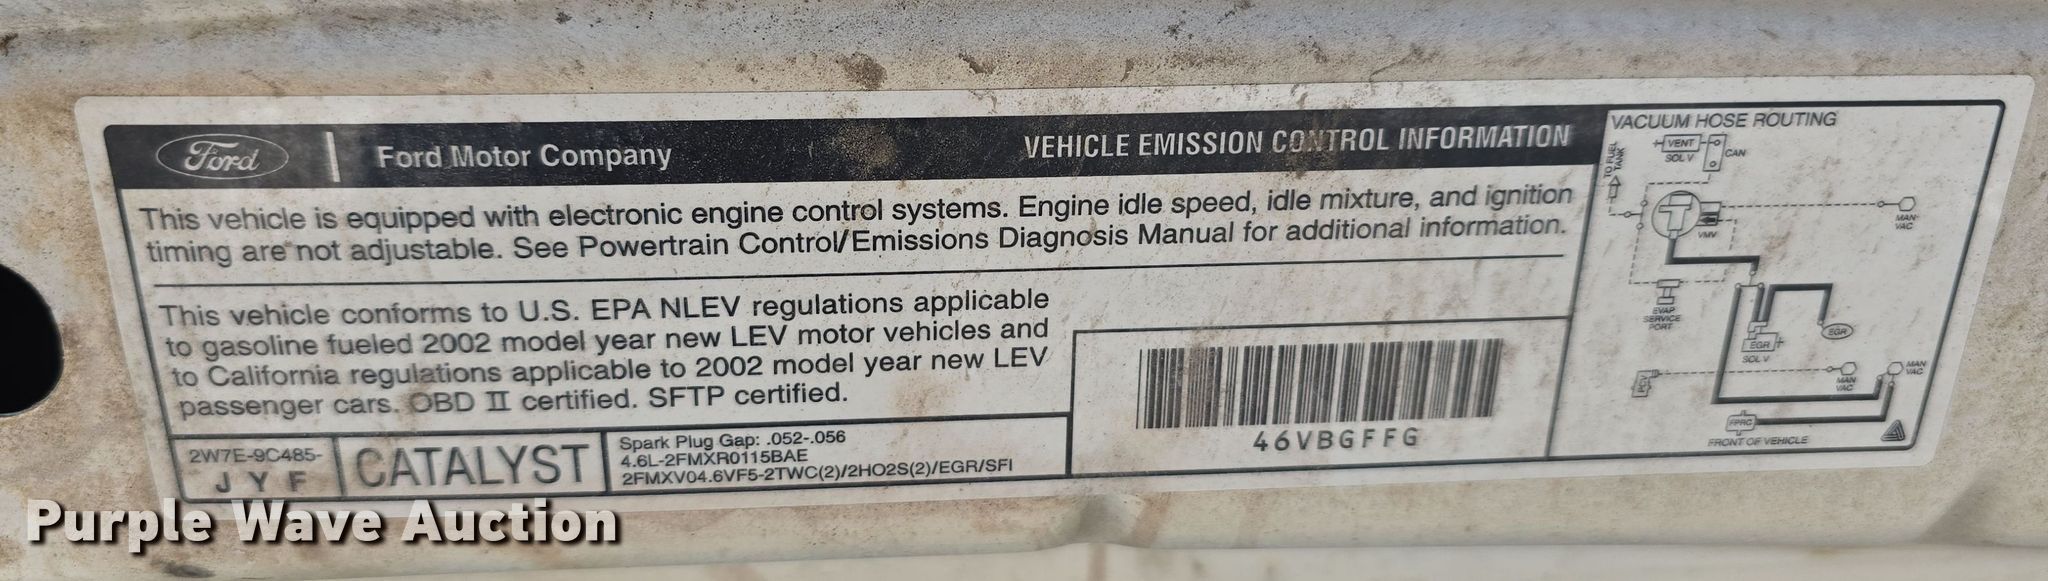 Ford
Ford Motor Company
VEHICLE EMISSION CONTROL INFORMATION
This vehicle is equipped with electronic engine control systems. Engine idle speed, idle mixture, and ignition
timing are not adjustable. See Powertrain Control/Emissions Diagnosis Manual for additional information.
This vehicle conforms to U.S. EPA NLEV regulations applicable
to gasoline fueled 2002 model year new LEV motor vehicles and
to California regulations applicable to 2002 model year new LEV
passenger cars. OBD II certified. SFTP certified.
2W7E-9C485-
J Y F
CATALYST
Spark Plug Gap: .052-.056
4.6L-2FMXR0115BAE
2FMXV04.6VF5-2TWC(2)/2HO2S(2)/EGR/SFI
46VBGFFG
VACUUM HOSE ROUTING
TO FUEL
TANK
VENT
SOL V
CAN
MAN
VAC
VMV
EVAP
SERVICE
PORT
EGR
EGR
SOL V
PCV
MAN
VAC
MAN
VAC
FPRC
FRONT OF VEHICLE
Purple Wave Auction